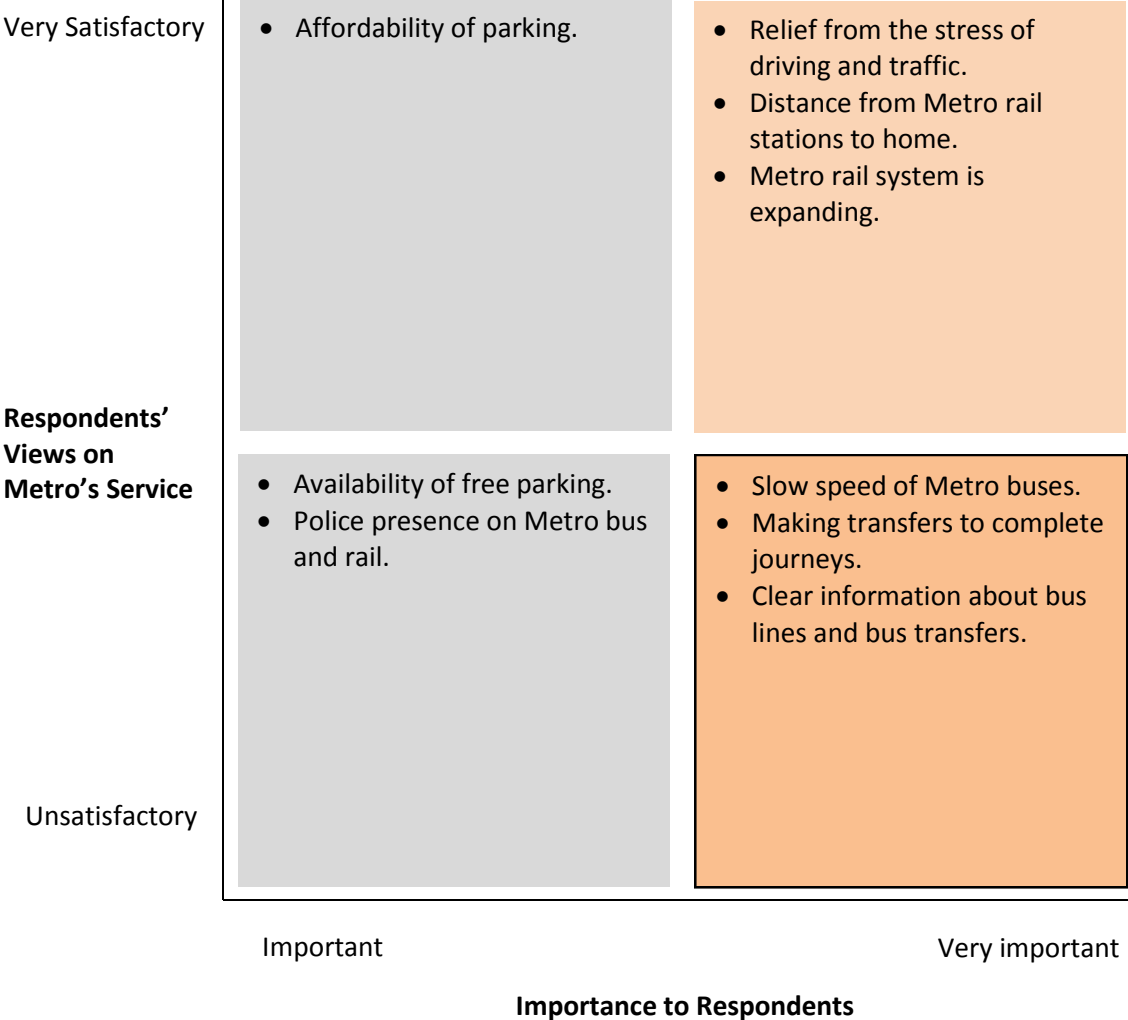 Very Satisfactory
• Affordability of parking.
• Relief from the stress of
driving and traffic.
• Distance from Metro rail
stations to home.
• Metro rail system is
expanding.
Respondents’
Views on
Metro’s Service
• Availability of free parking.
• Police presence on Metro bus
and rail.
• Slow speed of Metro buses.
• Making transfers to complete
journeys.
• Clear information about bus
lines and bus transfers.
Unsatisfactory
Important
Very important
Importance to Respondents